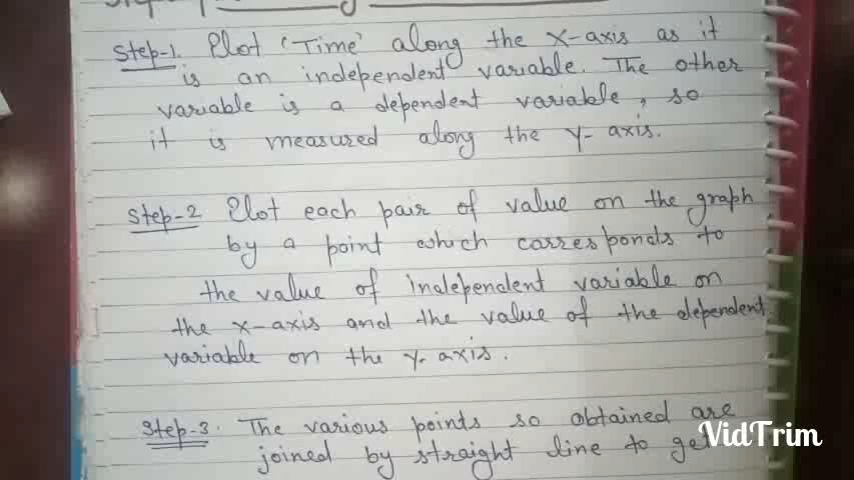 Step-1. Plot 'Time' along the X-axis as it
is an independent variable. The other
variable is a dependent variable, so
it is measured along the Y-axis.
Step-2 Plot each pair of value on the graph
by a point which corresponds to
the value of independent variable on
the x-axis and the value of the dependent
variable on the y-axis.
Step-3. The various points so obtained are
joined by straight line to get
VidTrim